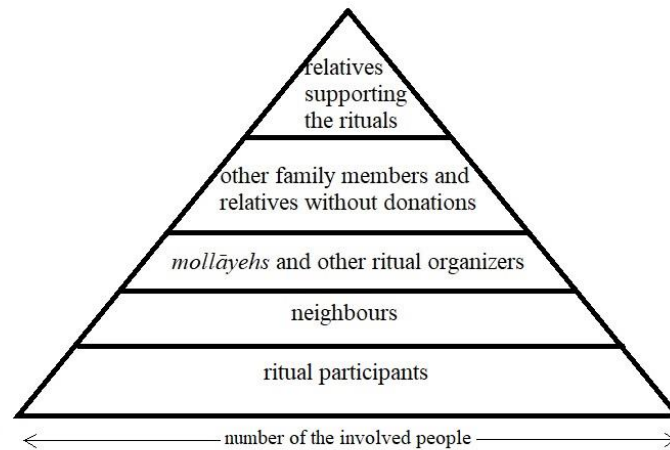 relatives
supporting
the rituals
other family members and
relatives without donations
mollāyehs and other ritual organizers
neighbours
ritual participants
number of the involved people